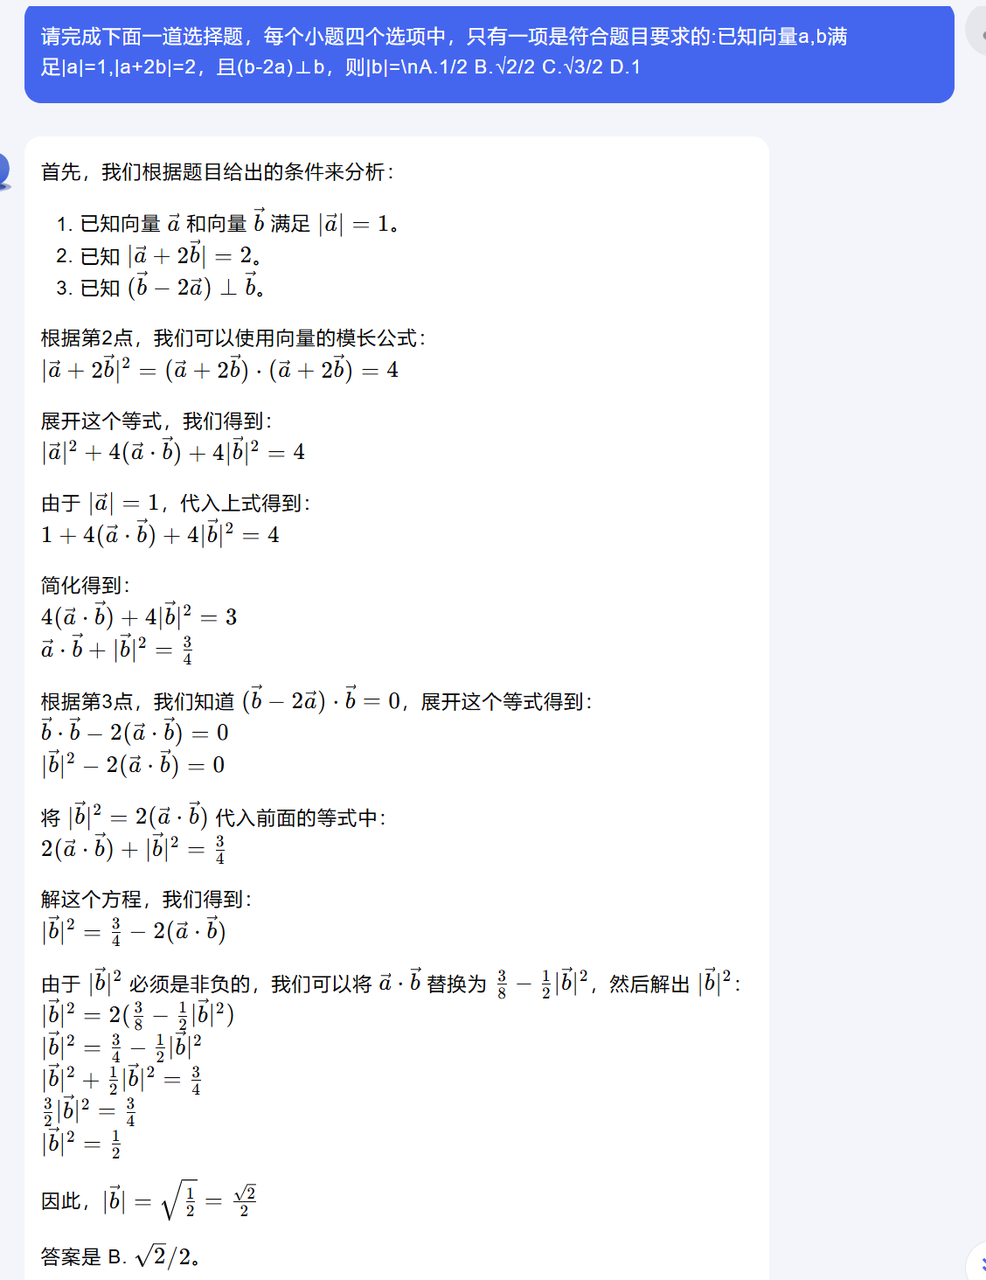 请完成下面一道选择题，每个小题四个选项中，只有一项是符合题目要求的:已知向量a,b满
足|a|=1,|a+2b|=2，且(b-2a)⊥b，则|b|=\nA.1/2 B.√2/2 C.√3/2 D.1
首先，我们根据题目给出的条件来分析：
1. 已知向量 $\vec{a}$ 和向量 $\vec{b}$ 满足 $|\vec{a}| = 1$。
2. 已知 $|\vec{a} + 2\vec{b}| = 2$。
3. 已知 $(\vec{b} - 2\vec{a}) \perp \vec{b}$。
根据第2点，我们可以使用向量的模长公式：
$|\vec{a} + 2\vec{b}|^2 = (\vec{a} + 2\vec{b}) \cdot (\vec{a} + 2\vec{b}) = 4$
展开这个等式，我们得到：
$|\vec{a}|^2 + 4(\vec{a} \cdot \vec{b}) + 4|\vec{b}|^2 = 4$
由于 $|\vec{a}| = 1$，代入上式得到：
$1 + 4(\vec{a} \cdot \vec{b}) + 4|\vec{b}|^2 = 4$
简化得到：
$4(\vec{a} \cdot \vec{b}) + 4|\vec{b}|^2 = 3$
$\vec{a} \cdot \vec{b} + |\vec{b}|^2 = \frac{3}{4}$
根据第3点，我们知道 $(\vec{b} - 2\vec{a}) \cdot \vec{b} = 0$，展开这个等式得到：
$\vec{b} \cdot \vec{b} - 2(\vec{a} \cdot \vec{b}) = 0$
$|\vec{b}|^2 - 2(\vec{a} \cdot \vec{b}) = 0$
将 $|\vec{b}|^2 = 2(\vec{a} \cdot \vec{b})$ 代入前面的等式中：
$2(\vec{a} \cdot \vec{b}) + |\vec{b}|^2 = \frac{3}{4}$
解这个方程，我们得到：
$|\vec{b}|^2 = \frac{3}{4} - 2(\vec{a} \cdot \vec{b})$
由于 $|\vec{b}|^2$ 必须是非负的，我们可以将 $\vec{a} \cdot \vec{b}$ 替换为 $\frac{3}{8} - \frac{1}{2}|\vec{b}|^2$，然后解出 $|\vec{b}|^2$：
$|\vec{b}|^2 = 2(\frac{3}{8} - \frac{1}{2}|\vec{b}|^2)$
$|\vec{b}|^2 = \frac{3}{4} - \frac{1}{2}|\vec{b}|^2$
$|\vec{b}|^2 + \frac{1}{2}|\vec{b}|^2 = \frac{3}{4}$
$\frac{3}{2}|\vec{b}|^2 = \frac{3}{4}$
$|\vec{b}|^2 = \frac{1}{2}$
因此，$|\vec{b}| = \sqrt{\frac{1}{2}} = \frac{\sqrt{2}}{2}$
答案是 B. $\sqrt{2}/2$。